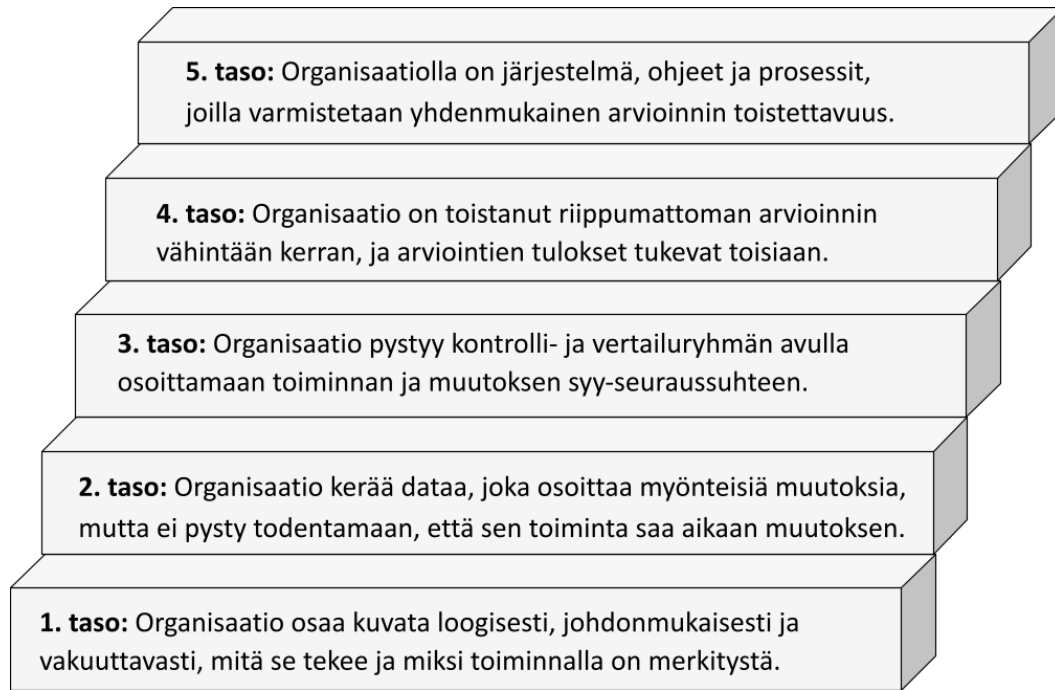 5. taso: Organisaatiolla on järjestelmä, ohjeet ja prosessit,
joilla varmistetaan yhdenmukainen arvioinnin toistettavuus.
4. taso: Organisaatio on toistanut riippumattoman arvioinnin
vähintään kerran, ja arviointien tulokset tukevat toisiaan.
3. taso: Organisaatio pystyy kontrolli- ja vertailuryhmän avulla
osoittamaan toiminnan ja muutoksen syy-seuraussuhteen.
2. taso: Organisaatio kerää dataa, joka osoittaa myönteisiä muutoksia,
mutta ei pysty todentamaan, että sen toiminta saa aikaan muutoksen.
1. taso: Organisaatio osaa kuvata loogisesti, johdonmukaisesti ja
vakuuttavasti, mitä se tekee ja miksi toiminnalla on merkitystä.